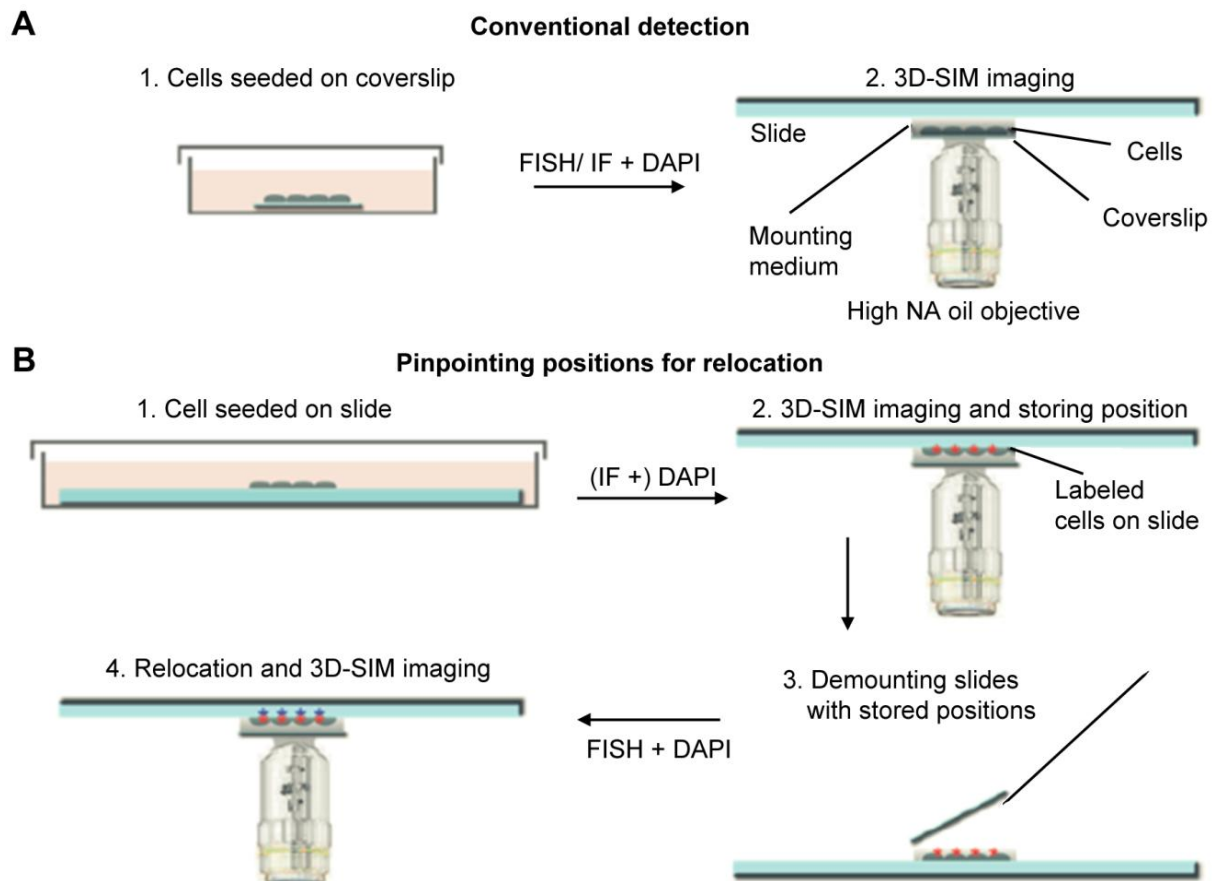 A
Conventional detection
1. Cells seeded on coverslip
2. 3D-SIM imaging
FISH/ IF + DAPI
Slide
Cells
Coverslip
Mounting
medium
High NA oil objective
B
Pinpointing positions for relocation
1. Cell seeded on slide
2. 3D-SIM imaging and storing position
(IF +) DAPI
Labeled
cells on slide
4. Relocation and 3D-SIM imaging
3. Demounting slides
with stored positions
FISH + DAPI